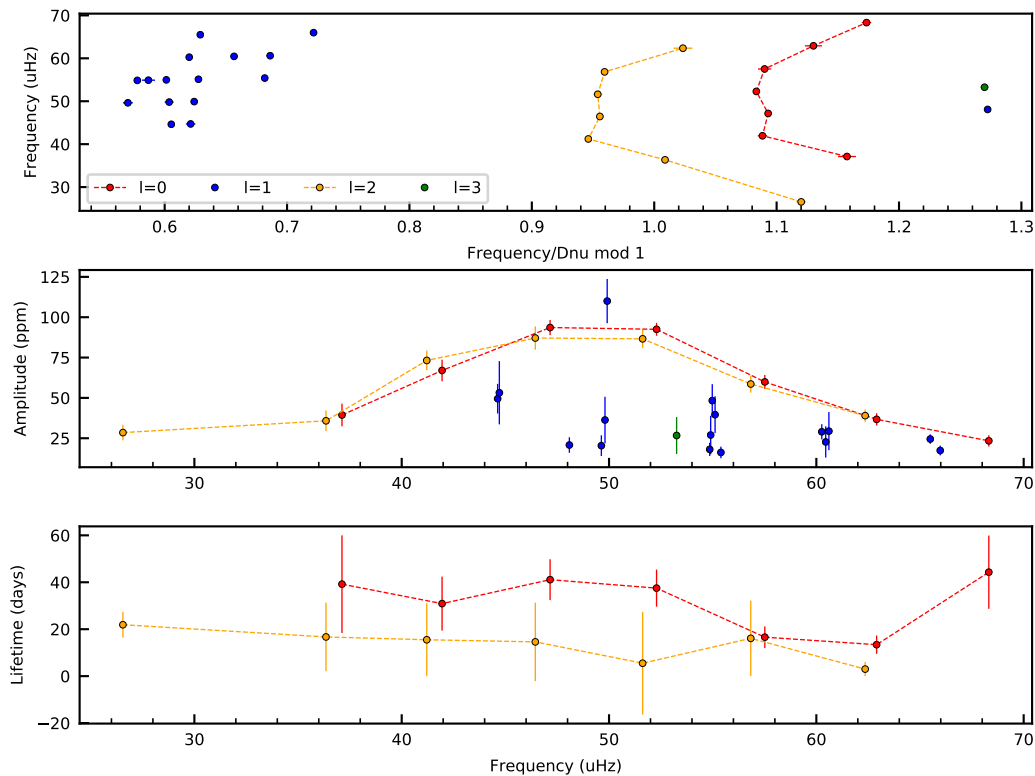 70
60
50
40
30
Frequency (uHz)
l=0 l=1 l=2 l=3
0.6 0.7 0.8 0.9 1.0 1.1 1.2 1.3
Frequency/Dnu mod 1
125
100
75
50
25
Amplitude (ppm)
30 40 50 60 70
60
40
20
0
−20
Lifetime (days)
30 40 50 60 70
Frequency (uHz)